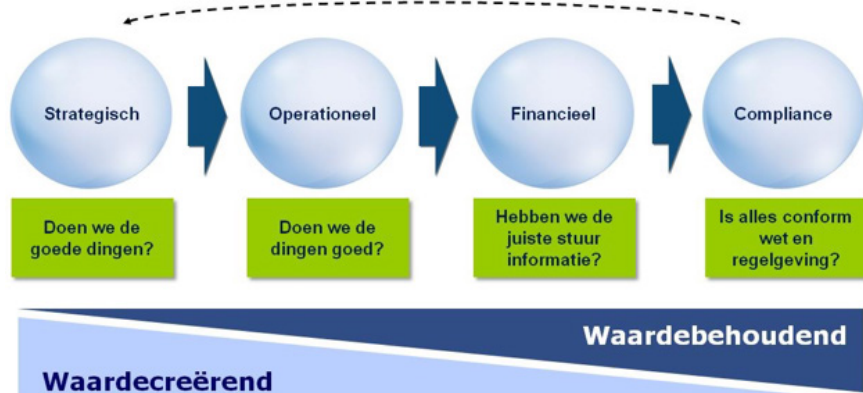 Strategisch
Operationeel
Financieel
Compliance
Doen we de
goede dingen?
Doen we de
dingen goed?
Hebben we de
juiste stuur
informatie?
Is alles conform
wet en
regelgeving?
Waardebehoudend
Waardecreërend